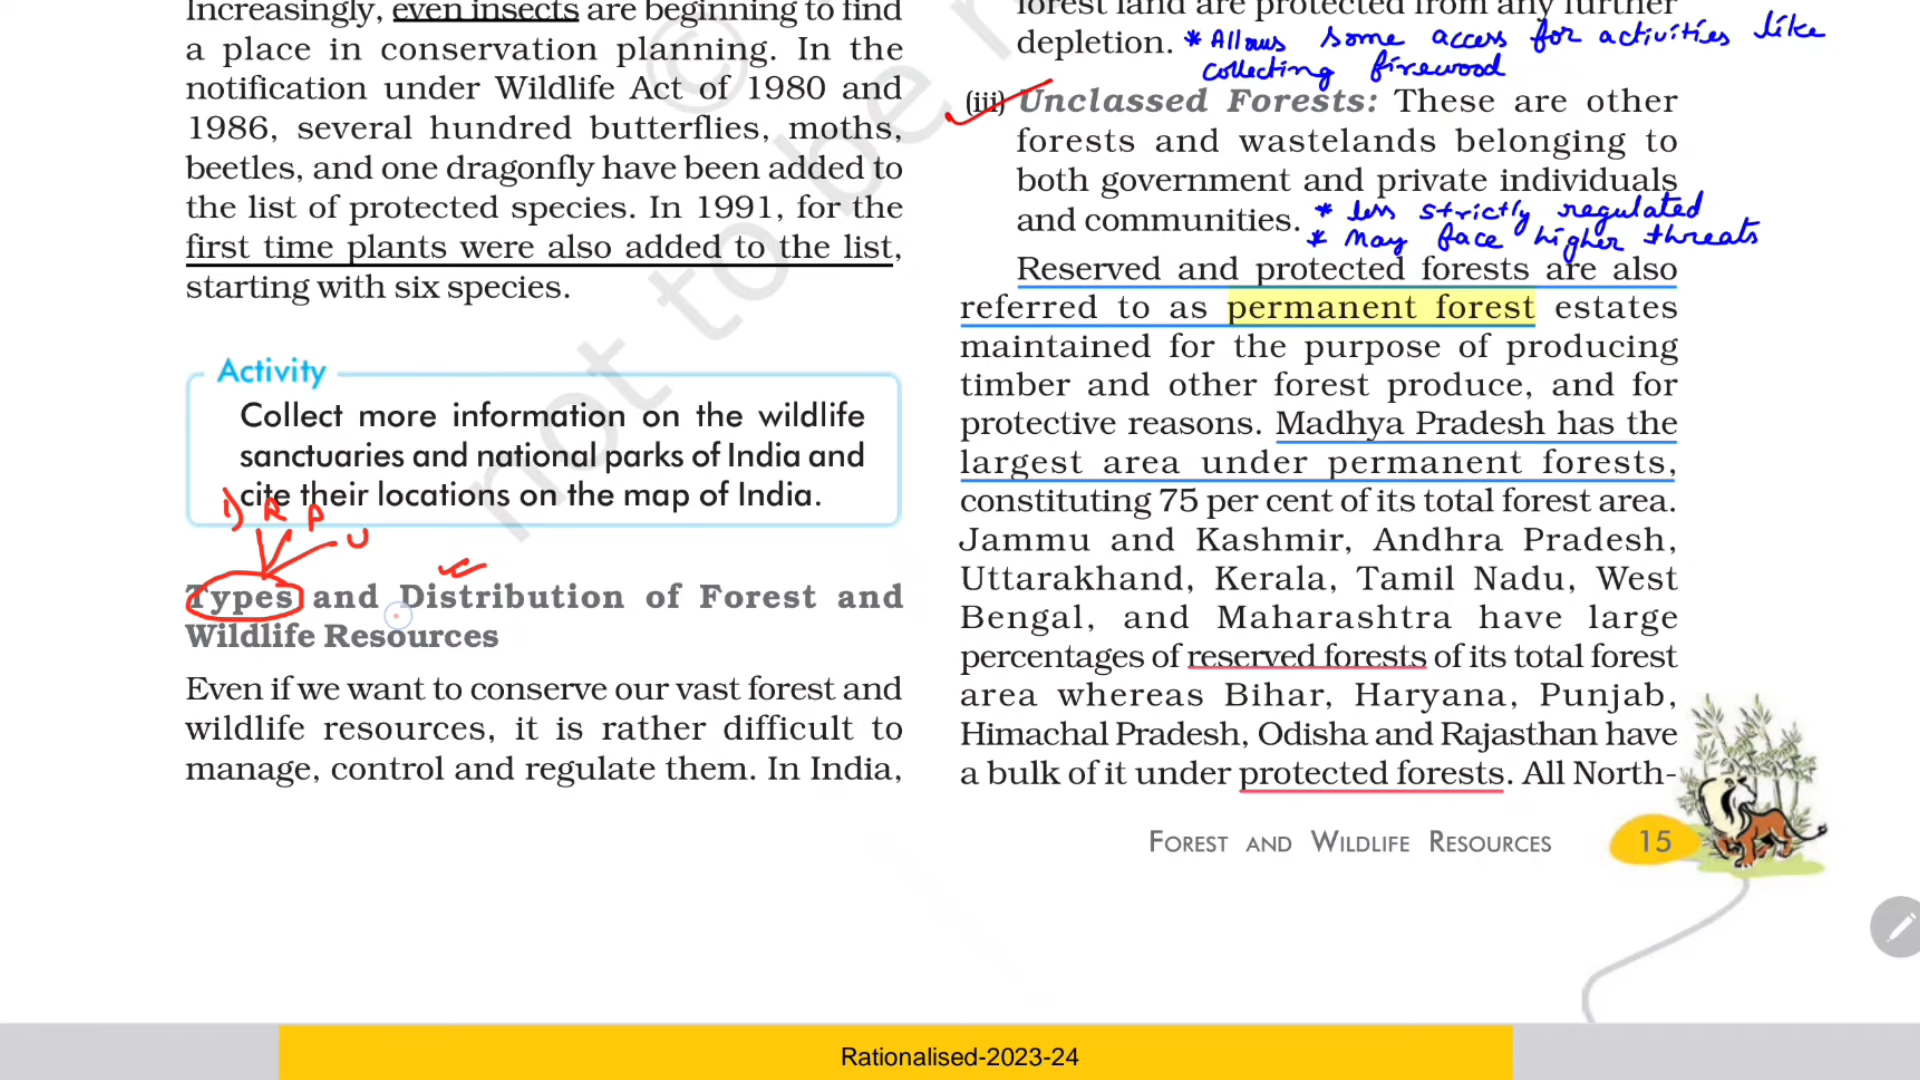 Increasingly, even insects are beginning to find
a place in conservation planning. In the
notification under Wildlife Act of 1980 and
1986, several hundred butterflies, moths,
beetles, and one dragonfly have been added to
the list of protected species. In 1991, for the
first time plants were also added to the list,
starting with six species.
Activity
Collect more information on the wildlife
sanctuaries and national parks of India and
cite their locations on the map of India.
1) R P U
Types and Distribution of Forest and
Wildlife Resources
Even if we want to conserve our vast forest and
wildlife resources, it is rather difficult to
manage, control and regulate them. In India,
forest land are protected from any further
depletion. * Allows some access for activities like
collecting firewood
(iii) Unclassed Forests: These are other
forests and wastelands belonging to
both government and private individuals
and communities. * less strictly regulated
* May face higher threats
Reserved and protected forests are also
referred to as permanent forest estates
maintained for the purpose of producing
timber and other forest produce, and for
protective reasons. Madhya Pradesh has the
largest area under permanent forests,
constituting 75 per cent of its total forest area.
Jammu and Kashmir, Andhra Pradesh,
Uttarakhand, Kerala, Tamil Nadu, West
Bengal, and Maharashtra have large
percentages of reserved forests of its total forest
area whereas Bihar, Haryana, Punjab,
Himachal Pradesh, Odisha and Rajasthan have
a bulk of it under protected forests. All North-
FOREST AND WILDLIFE RESOURCES 15
© not to be r
Rationalised-2023-24